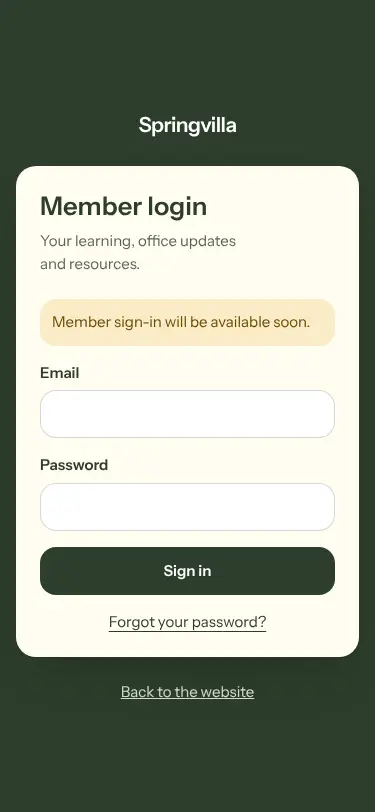 Springvilla
Member login
Your learning, office updates
and resources.
Member sign-in will be available soon.
Email
Password
Sign in
Forgot your password?
Back to the website